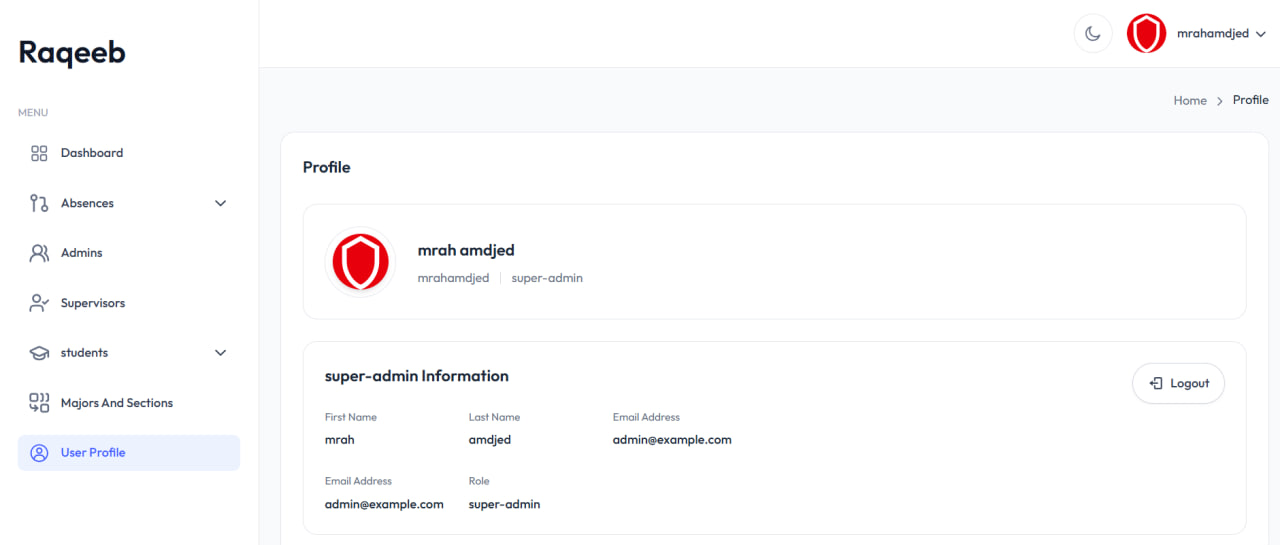 Raqeeb
mrahamdjed
MENU
Dashboard
Absences
Admins
Supervisors
students
Majors And Sections
User Profile
Home > Profile
Profile
mrah amdjed
mrahamdjed | super-admin
super-admin Information
Logout
First Name Last Name Email Address
mrah amdjed admin@example.com
Email Address Role
admin@example.com super-admin